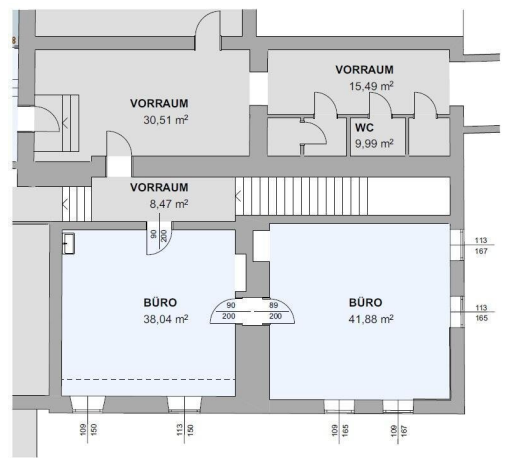 VORRAUM
15,49 m²
VORRAUM
30,51 m²
WC
9,99 m²
VORRAUM
8,47 m²
90
200
113
167
BÜRO
38,04 m²
90
200
89
200
BÜRO
41,88 m²
113
165
109
150
113
150
109
165
109
167